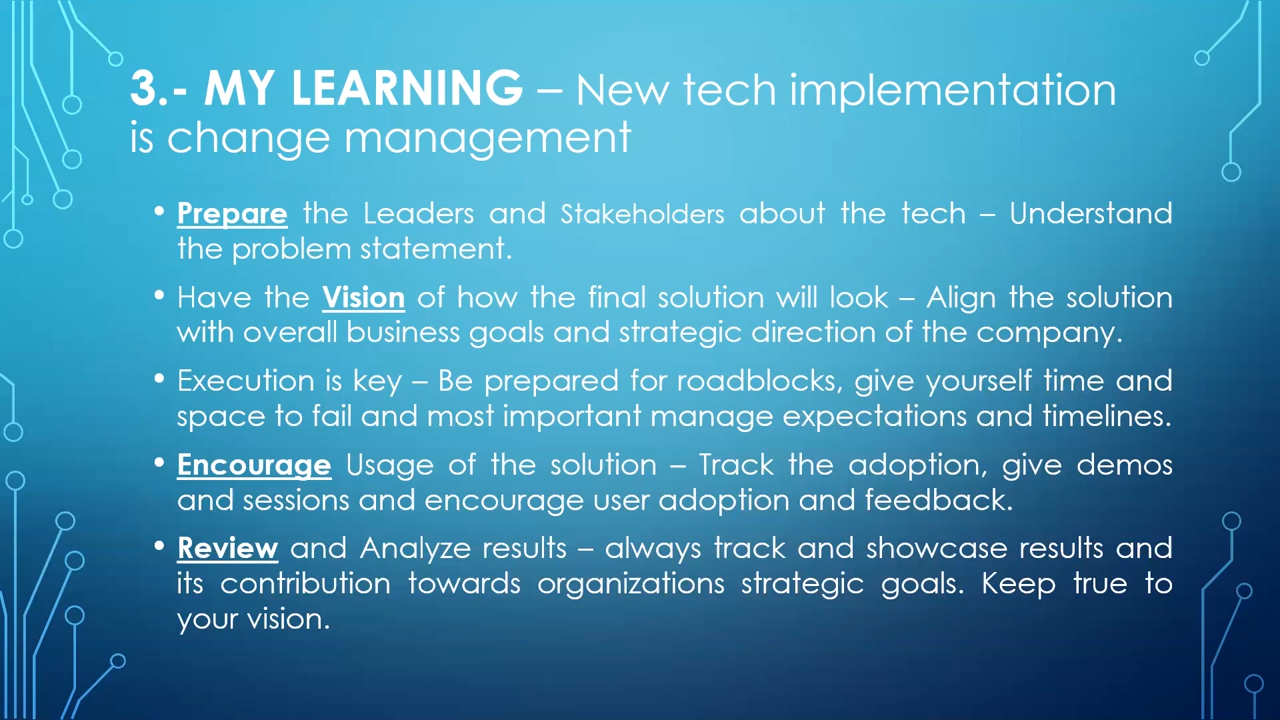 3.- MY LEARNING – New tech implementation
is change management
• Prepare the Leaders and Stakeholders about the tech – Understand
the problem statement.
• Have the Vision of how the final solution will look – Align the solution
with overall business goals and strategic direction of the company.
• Execution is key – Be prepared for roadblocks, give yourself time and
space to fail and most important manage expectations and timelines.
• Encourage Usage of the solution – Track the adoption, give demos
and sessions and encourage user adoption and feedback.
• Review and Analyze results – always track and showcase results and
its contribution towards organizations strategic goals. Keep true to
your vision.